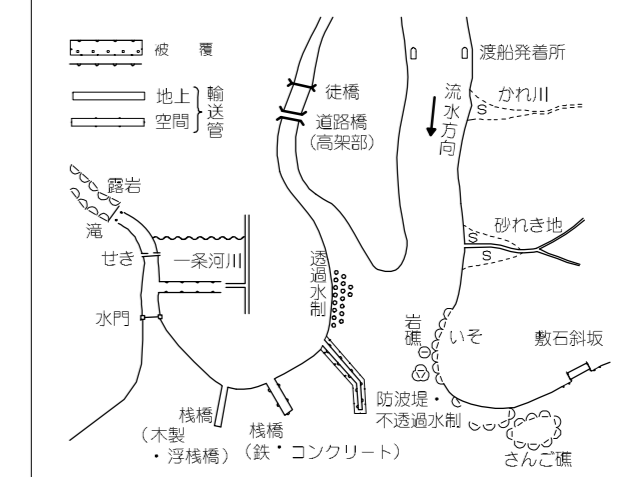 被 覆
地上
空間
輸送管
渡船発着所
徒橋
道路橋
(高架部)
流水方向
かれ川
S
露岩
滝
せき
一条河川
水門
透過水制
砂れき地
S
S
岩礁
いそ
敷石斜坂
防波堤・
不透過水制
桟橋
(木製
・浮桟橋)
桟橋
(鉄・コンクリート)
さんご礁